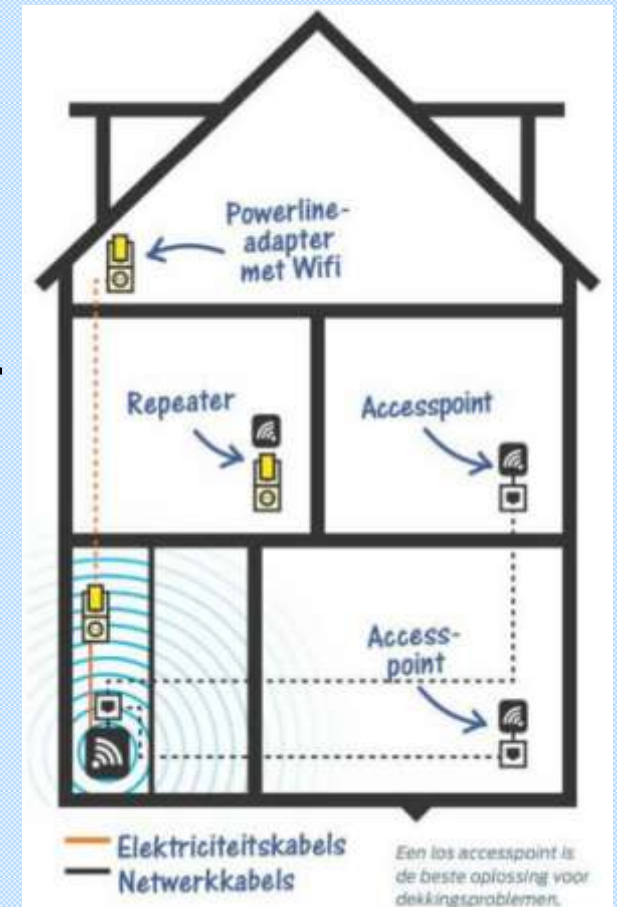 Powerline-
adapter
met Wifi
Repeater
Accesspoint
Access-
point
Elektriciteitskabels
Netwerkkabels
Een los accesspoint is
de beste oplossing voor
dekkingsproblemen.